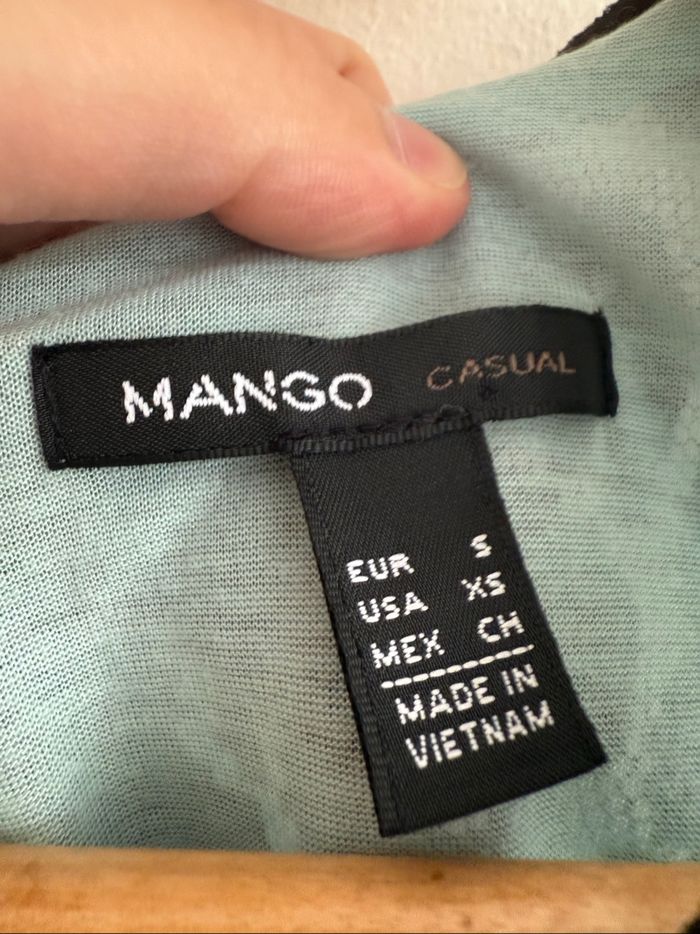 MANGO CASUAL
EUR S
USA XS
MEX CH
MADE IN
VIETNAM